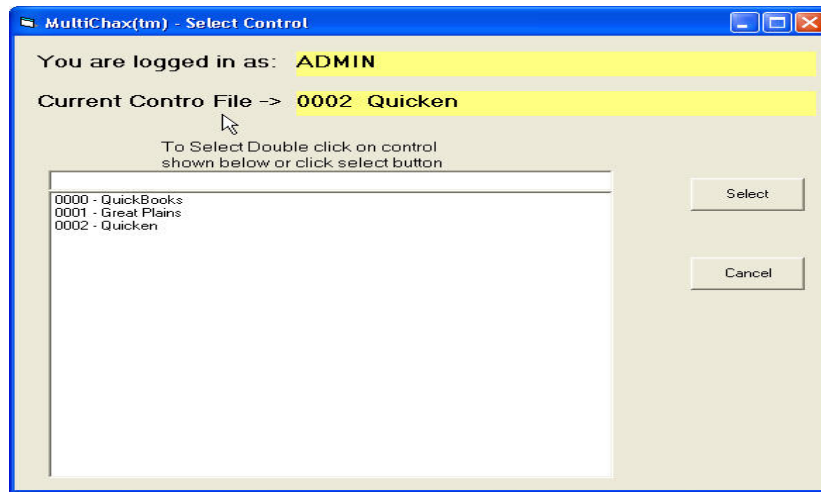 MultiChax(tm) - Select Control
You are logged in as: ADMIN
Current Contro File -> 0002 Quicken
To Select Double click on control
shown below or click select button
0000 - QuickBooks
0001 - Great Plains
0002 - Quicken
Select
Cancel